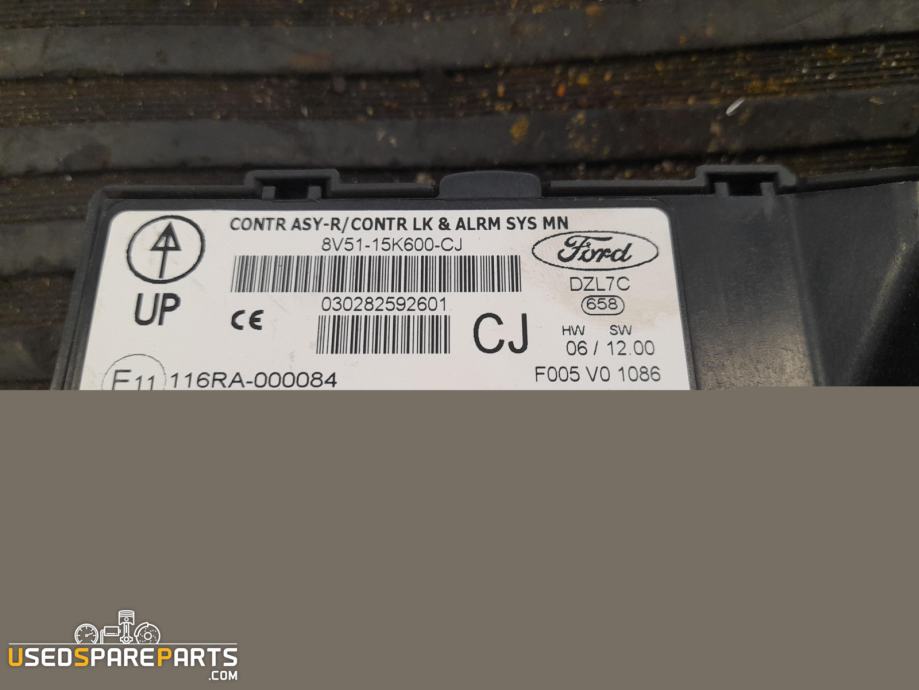 CONTR ASY-R/CONTR LK & ALRM SYS MN
8V51-15K600-CJ
Ford
DZL7C
658
UP
CE
030282592601
CJ
HW SW
06 / 12.00
E11 116RA-000084
F005 V0 1086
USEDSPAREPARTS
.COM